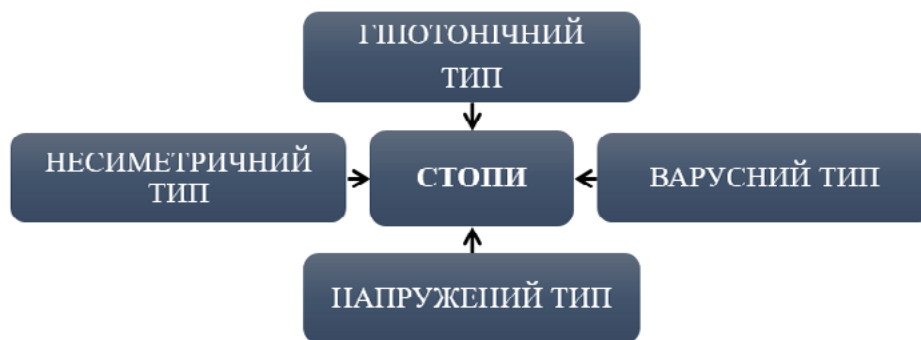 ГІПОТОНІЧНИЙ
ТИП
НЕСИМЕТРИЧНИЙ
ТИП
СТОПИ
ВАРУСНИЙ ТИП
НАПРУЖЕНИЙ ТИП